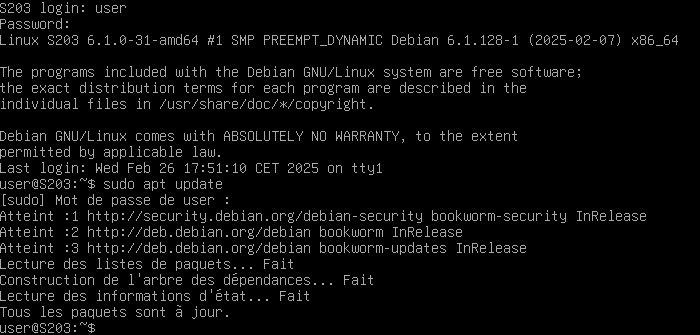 S203 login: user
Password:
Linux S203 6.1.0-31-amd64 #1 SMP PREEMPT_DYNAMIC Debian 6.1.128-1 (2025-02-07) x86_64
The programs included with the Debian GNU/Linux system are free software;
the exact distribution terms for each program are described in the
individual files in /usr/share/doc/*/copyright.
Debian GNU/Linux comes with ABSOLUTELY NO WARRANTY, to the extent
permitted by applicable law.
Last login: Wed Feb 26 17:51:10 CET 2025 on tty1
user@S203:~$ sudo apt update
[sudo] Mot de passe de user :
Atteint :1 http://security.debian.org/debian-security bookworm-security InRelease
Atteint :2 http://deb.debian.org/debian bookworm InRelease
Atteint :3 http://deb.debian.org/debian bookworm-updates InRelease
Lecture des listes de paquets... Fait
Construction de l'arbre des dépendances... Fait
Lecture des informations d'état... Fait
Tous les paquets sont à jour.
user@S203:~$